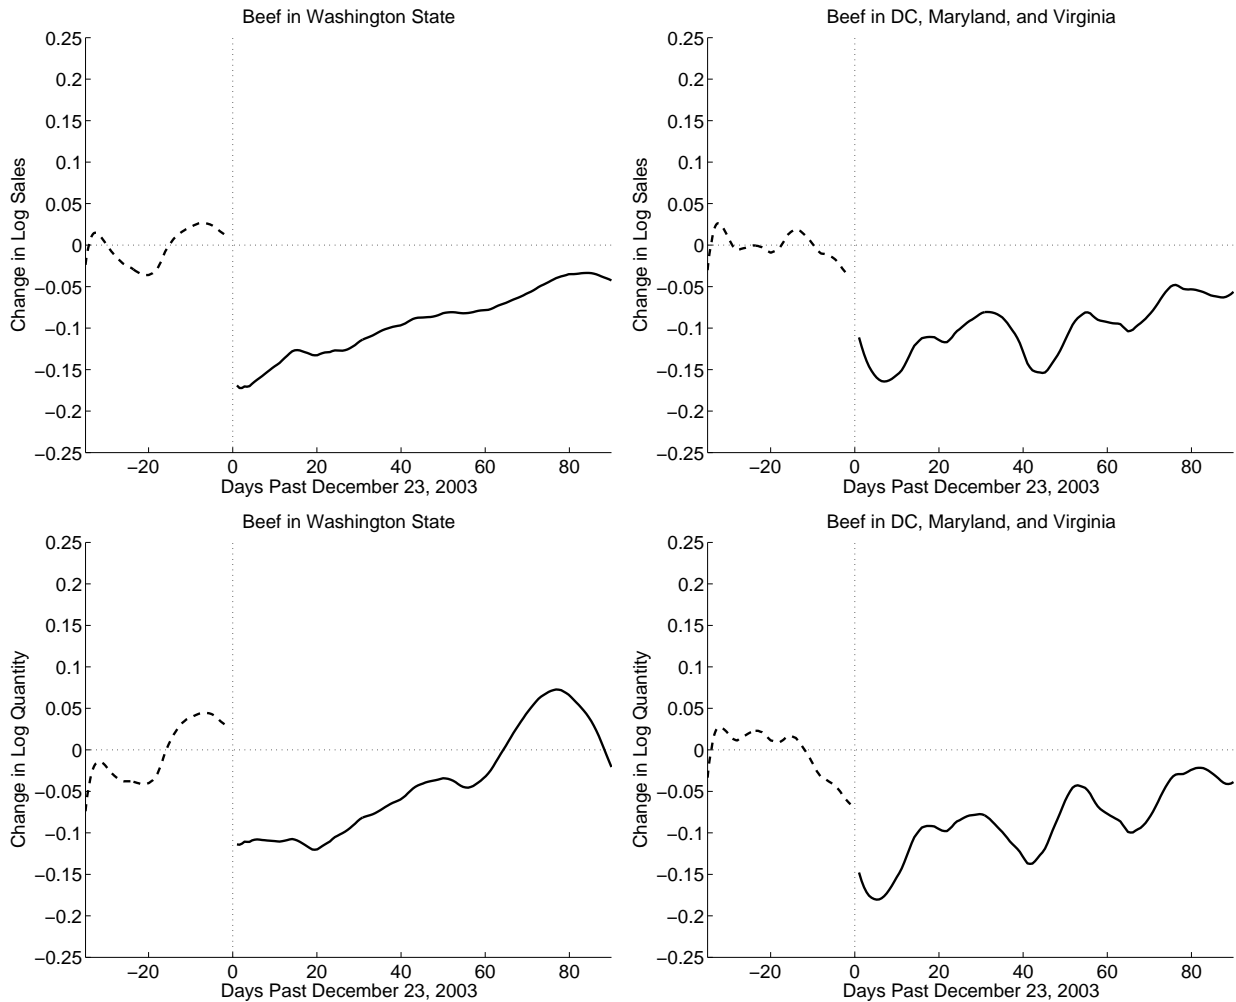 Beef in Washington State
0.25
0.2
0.15
0.1
0.05
0
−0.05
−0.1
−0.15
−0.2
−0.25
Change in Log Sales
−20 0 20 40 60 80
Days Past December 23, 2003
Beef in DC, Maryland, and Virginia
0.25
0.2
0.15
0.1
0.05
0
−0.05
−0.1
−0.15
−0.2
−0.25
Change in Log Sales
−20 0 20 40 60 80
Days Past December 23, 2003
Beef in Washington State
0.25
0.2
0.15
0.1
0.05
0
−0.05
−0.1
−0.15
−0.2
−0.25
Change in Log Quantity
−20 0 20 40 60 80
Days Past December 23, 2003
Beef in DC, Maryland, and Virginia
0.25
0.2
0.15
0.1
0.05
0
−0.05
−0.1
−0.15
−0.2
−0.25
Change in Log Quantity
−20 0 20 40 60 80
Days Past December 23, 2003